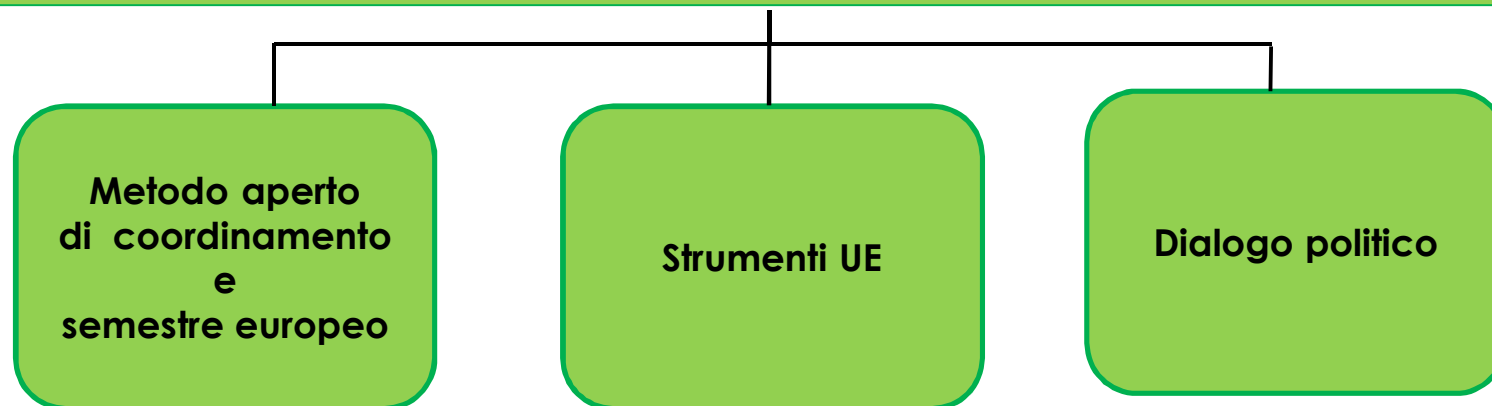 Metodo aperto
di coordinamento
e
semestre europeo
Strumenti UE
Dialogo politico